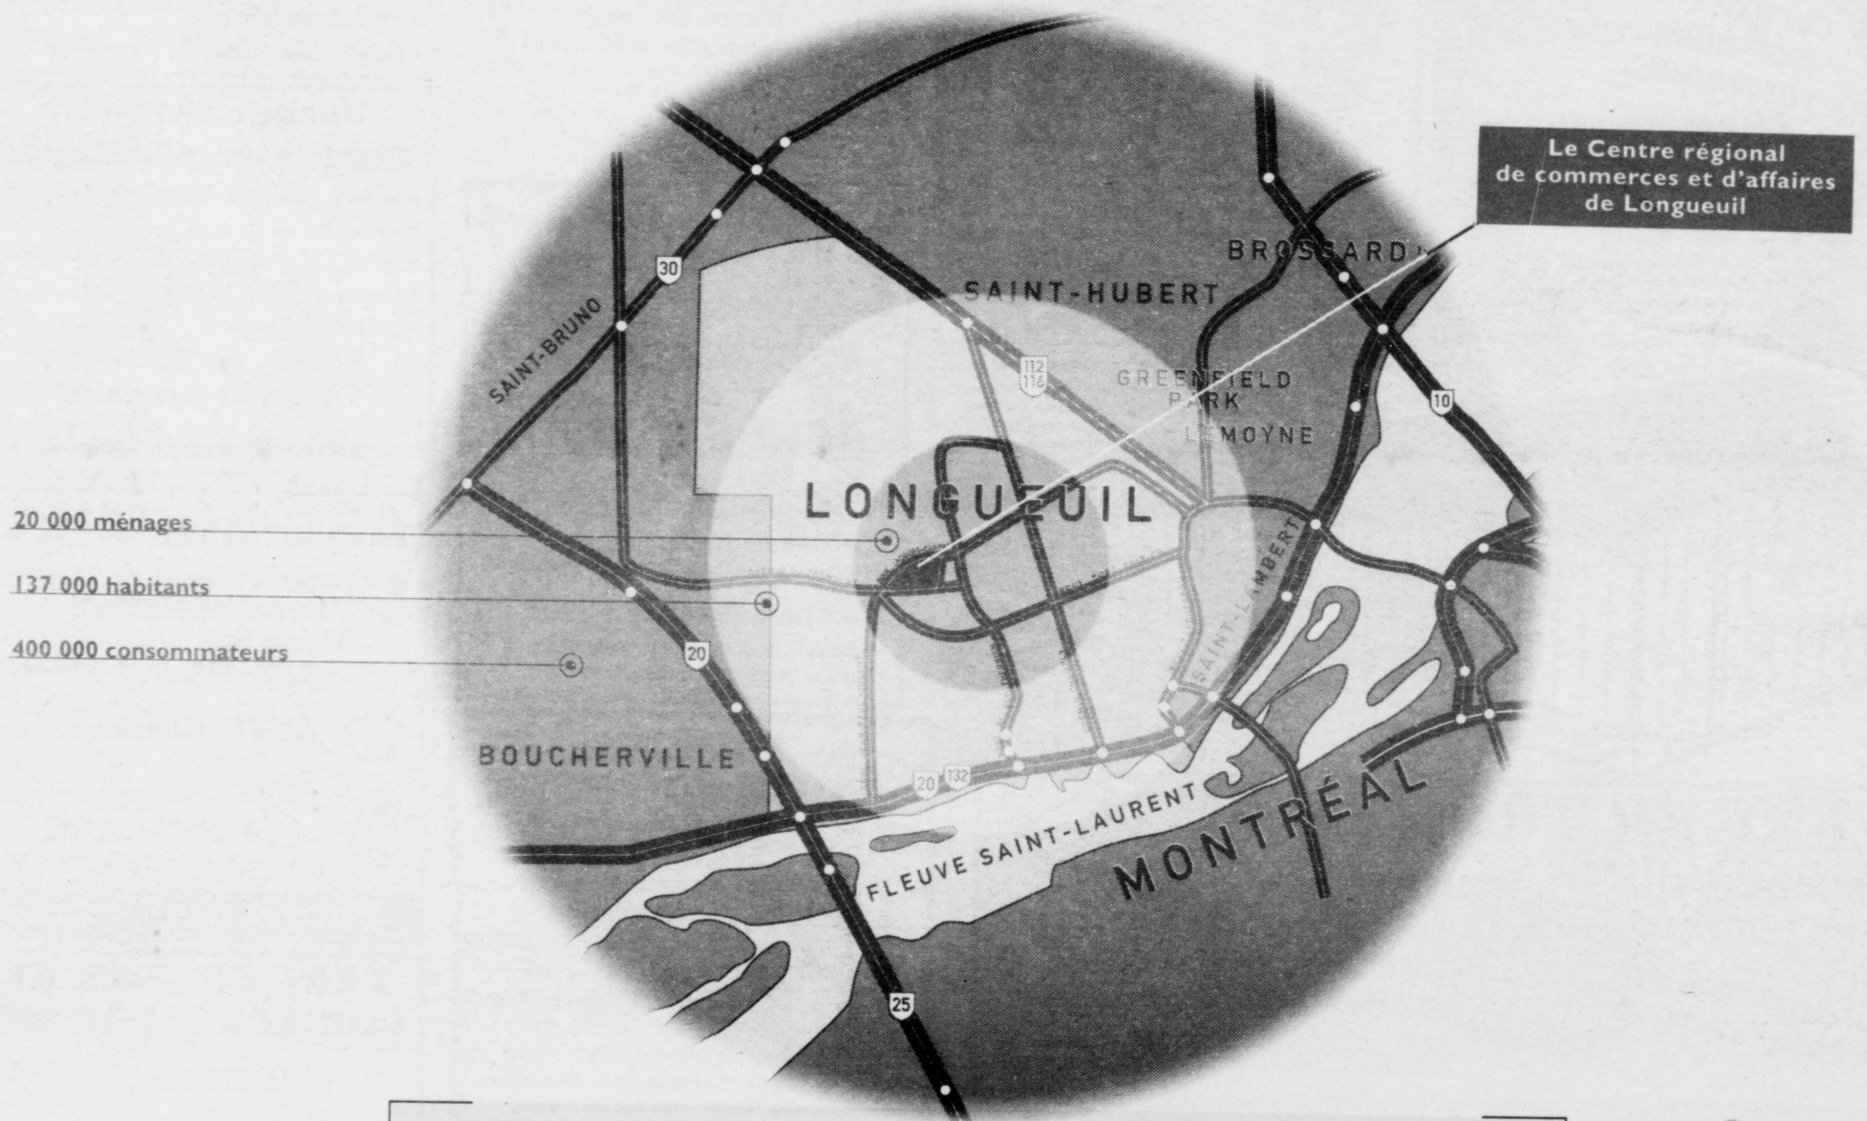 Le Centre régional
de commerces et d'affaires
de Longueuil
BROSSARD
30
SAINT-HUBERT
SAINT-BRUNO
112
116
GREENFIELD
PARK
10
LEMOYNE
LONGUEUIL
20 000 ménages
137 000 habitants
SAINT-LAMBERT
400 000 consommateurs
20
BOUCHERVILLE
20
132
FLEUVE SAINT-LAURENT
MONTRÉAL
25